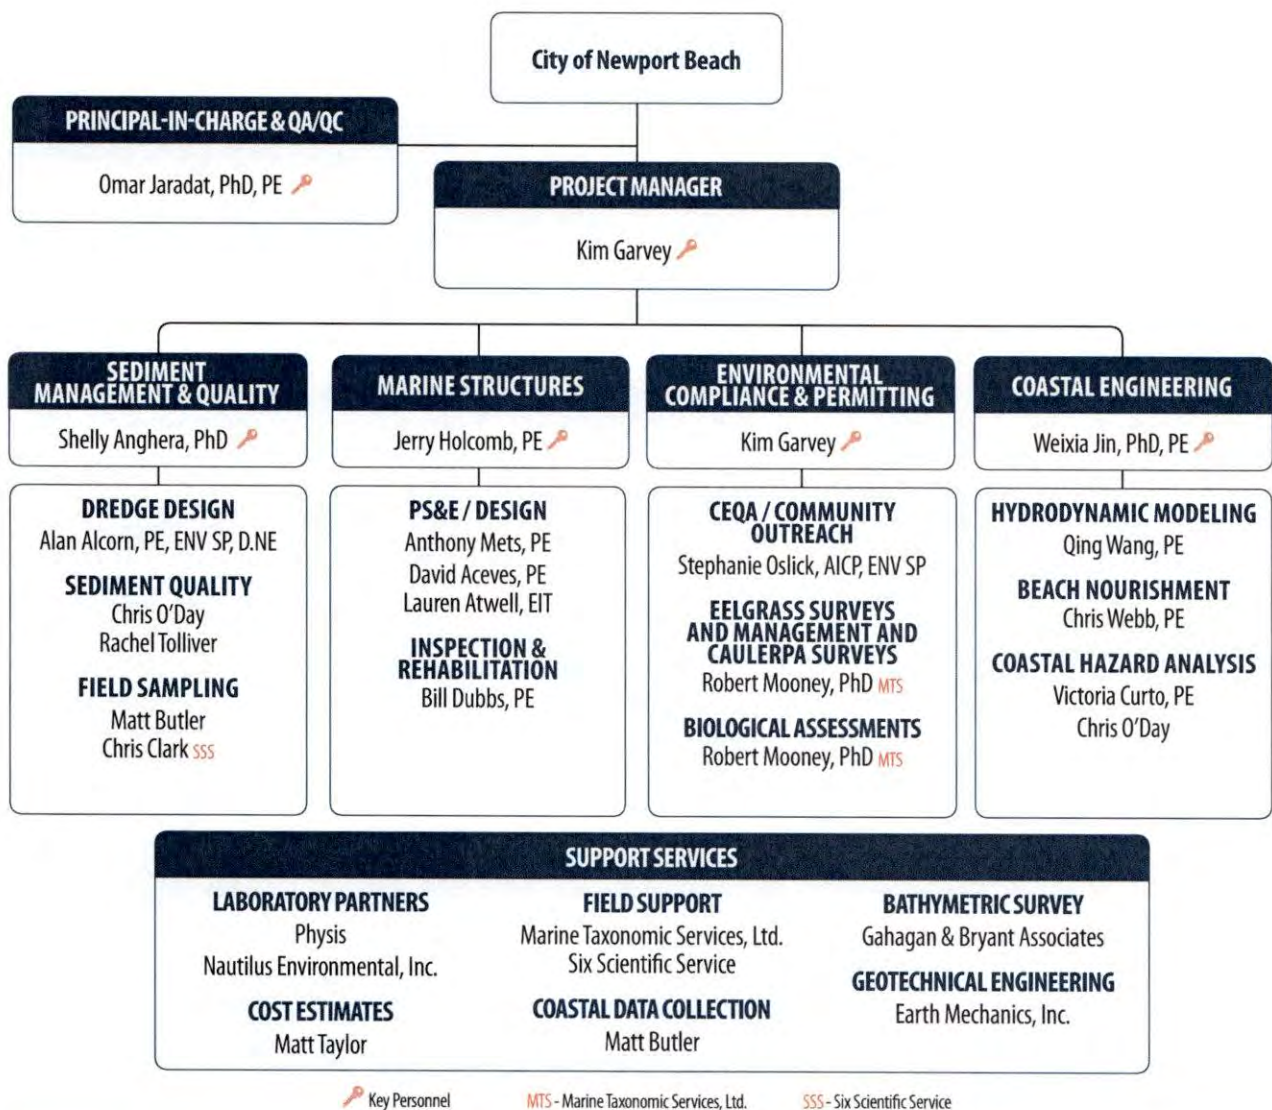 City of Newport Beach
PRINCIPAL-IN-CHARGE & QA/QC
Omar Jaradat, PhD, PE
PROJECT MANAGER
Kim Garvey
SEDIMENT
MANAGEMENT & QUALITY
Shelly Anghera, PhD
DREDGE DESIGN
Alan Alcorn, PE, ENV SP, D.NE
SEDIMENT QUALITY
Chris O'Day
Rachel Tolliver
FIELD SAMPLING
Matt Butler
Chris Clark SSS
MARINE STRUCTURES
Jerry Holcomb, PE
PS&E / DESIGN
Anthony Mets, PE
David Aceves, PE
Lauren Atwell, EIT
INSPECTION &
REHABILITATION
Bill Dubbs, PE
ENVIRONMENTAL
COMPLIANCE & PERMITTING
Kim Garvey
CEQA / COMMUNITY
OUTREACH
Stephanie Oslick, AICP, ENV SP
EELGRASS SURVEYS
AND MANAGEMENT AND
CAULERPA SURVEYS
Robert Mooney, PhD MTS
BIOLOGICAL ASSESSMENTS
Robert Mooney, PhD MTS
COASTAL ENGINEERING
Weixia Jin, PhD, PE
HYDRODYNAMIC MODELING
Qing Wang, PE
BEACH NOURISHMENT
Chris Webb, PE
COASTAL HAZARD ANALYSIS
Victoria Curto, PE
Chris O'Day
SUPPORT SERVICES
LABORATORY PARTNERS
Physis
Nautilus Environmental, Inc.
COST ESTIMATES
Matt Taylor
FIELD SUPPORT
Marine Taxonomic Services, Ltd.
Six Scientific Service
COASTAL DATA COLLECTION
Matt Butler
BATHYMETRIC SURVEY
Gahagan & Bryant Associates
GEOTECHNICAL ENGINEERING
Earth Mechanics, Inc.
Key Personnel
MTS - Marine Taxonomic Services, Ltd.
SSS - Six Scientific Service